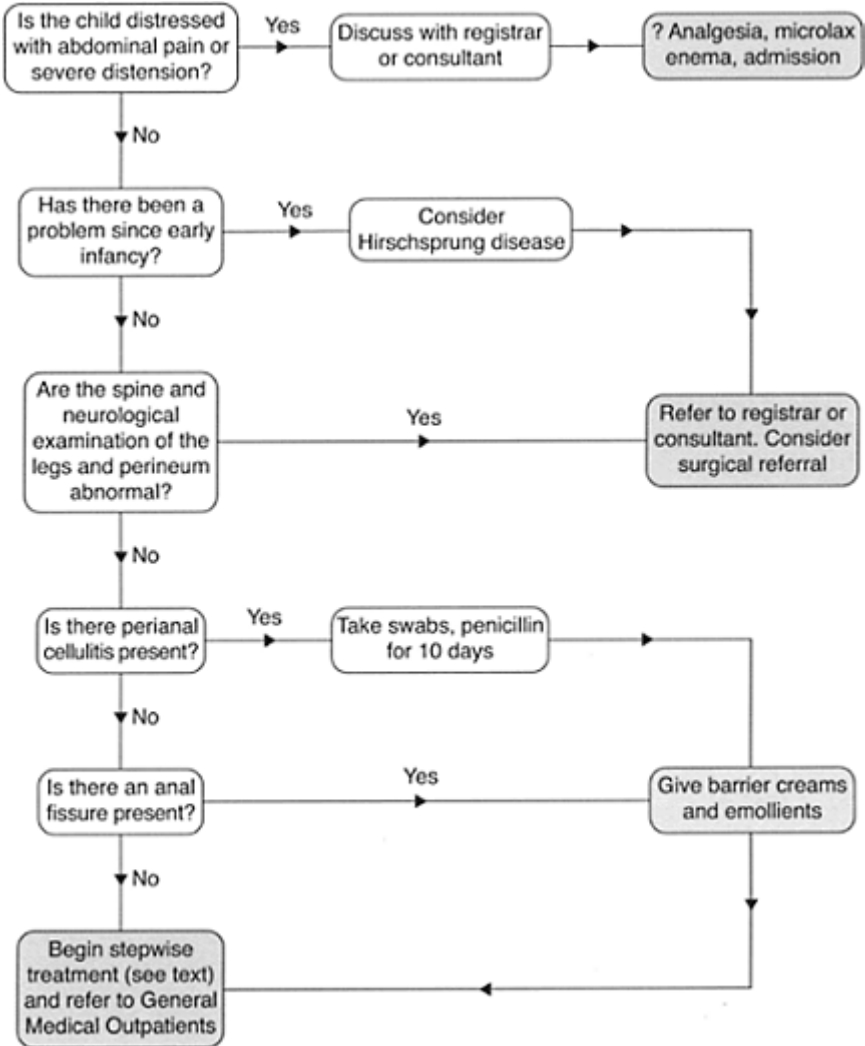 Is the child distressed
with abdominal pain or
severe distension?
Yes
Discuss with registrar
or consultant
? Analgesia, microlax
enema, admission
No
Has there been a
problem since early
infancy?
Yes
Consider
Hirschsprung disease
No
Are the spine and
neurological
examination of the
legs and perineum
abnormal?
Yes
Refer to registrar or
consultant. Consider
surgical referral
No
Is there perianal
cellulitis present?
Yes
Take swabs, penicillin
for 10 days
No
Is there an anal
fissure present?
Yes
Give barrier creams
and emollients
No
Begin stepwise
treatment (see text)
and refer to General
Medical Outpatients